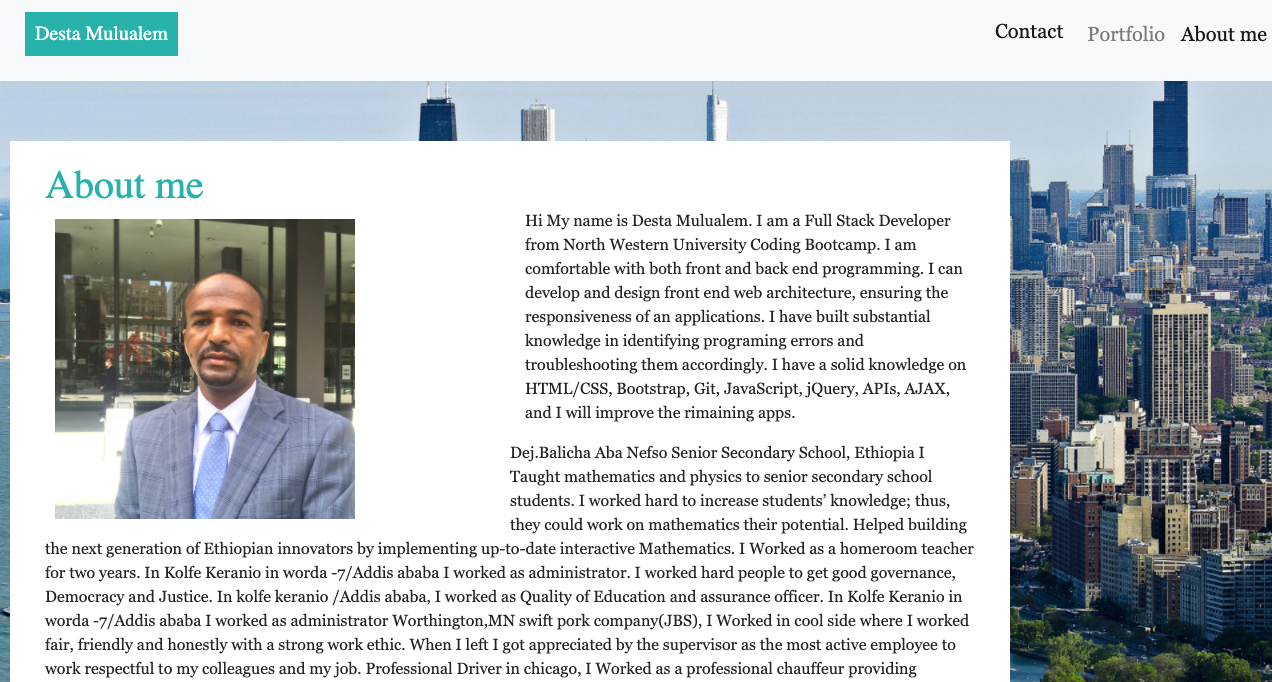 Desta Mulualem
Contact
Portfolio
About me
About me
Hi My name is Desta Mulualem. I am a Full Stack Developer
from North Western University Coding Bootcamp. I am
comfortable with both front and back end programming. I can
develop and design front end web architecture, ensuring the
responsiveness of an applications. I have built substantial
knowledge in identifying programing errors and
troubleshooting them accordingly. I have a solid knowledge on
HTML/CSS, Bootstrap, Git, JavaScript, jQuery, APIs, AJAX,
and I will improve the rimaining apps.
Dej.Balicha Aba Nefso Senior Secondary School, Ethiopia I
Taught mathematics and physics to senior secondary school
students. I worked hard to increase students’ knowledge; thus,
they could work on mathematics their potential. Helped building
the next generation of Ethiopian innovators by implementing up-to-date interactive Mathematics. I Worked as a homeroom teacher
for two years. In Kolfe Keranio in worda -7/Addis ababa I worked as administrator. I worked hard people to get good governance,
Democracy and Justice. In kolfe keranio /Addis ababa, I worked as Quality of Education and assurance officer. In Kolfe Keranio in
worda -7/Addis ababa I worked as administrator Worthington,MN swift pork company(JBS), I Worked in cool side where I worked
fair, friendly and honestly with a strong work ethic. When I left I got appreciated by the supervisor as the most active employee to
work respectful to my colleagues and my job. Professional Driver in chicago, I Worked as a professional chauffeur providing